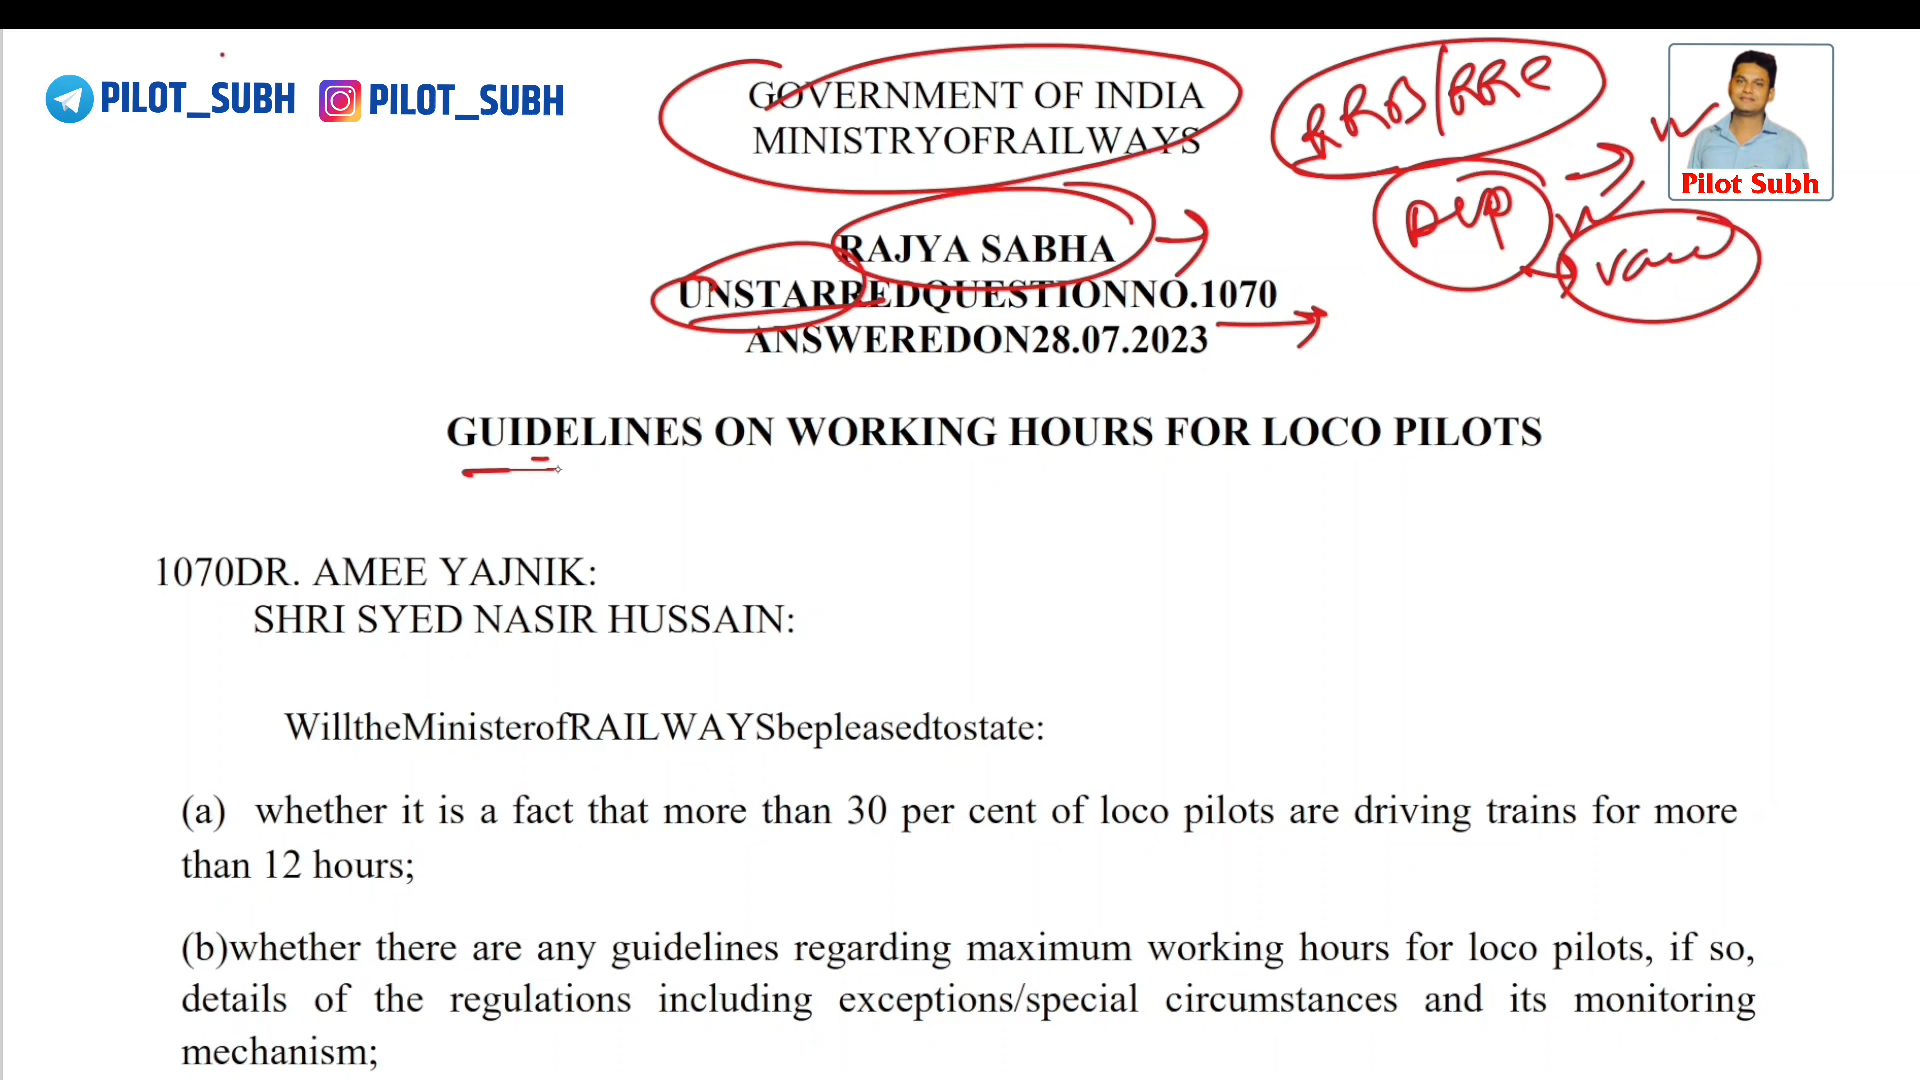 PILOT_SUBH PILOT_SUBH
GOVERNMENT OF INDIA
MINISTRYOFRAILWAYS
RRB/RRC
Pilot Subh
RAJYA SABHA
UNSTARREDQUESTIONNO.1070
ANSWEREDON28.07.2023
GUIDELINES ON WORKING HOURS FOR LOCO PILOTS
1070DR. AMEE YAJNIK:
SHRI SYED NASIR HUSSAIN:
WilltheMinisterofRAILWAYSbepleasedtostate:
(a) whether it is a fact that more than 30 per cent of loco pilots are driving trains for more
than 12 hours;
(b)whether there are any guidelines regarding maximum working hours for loco pilots, if so,
details of the regulations including exceptions/special circumstances and its monitoring
mechanism;